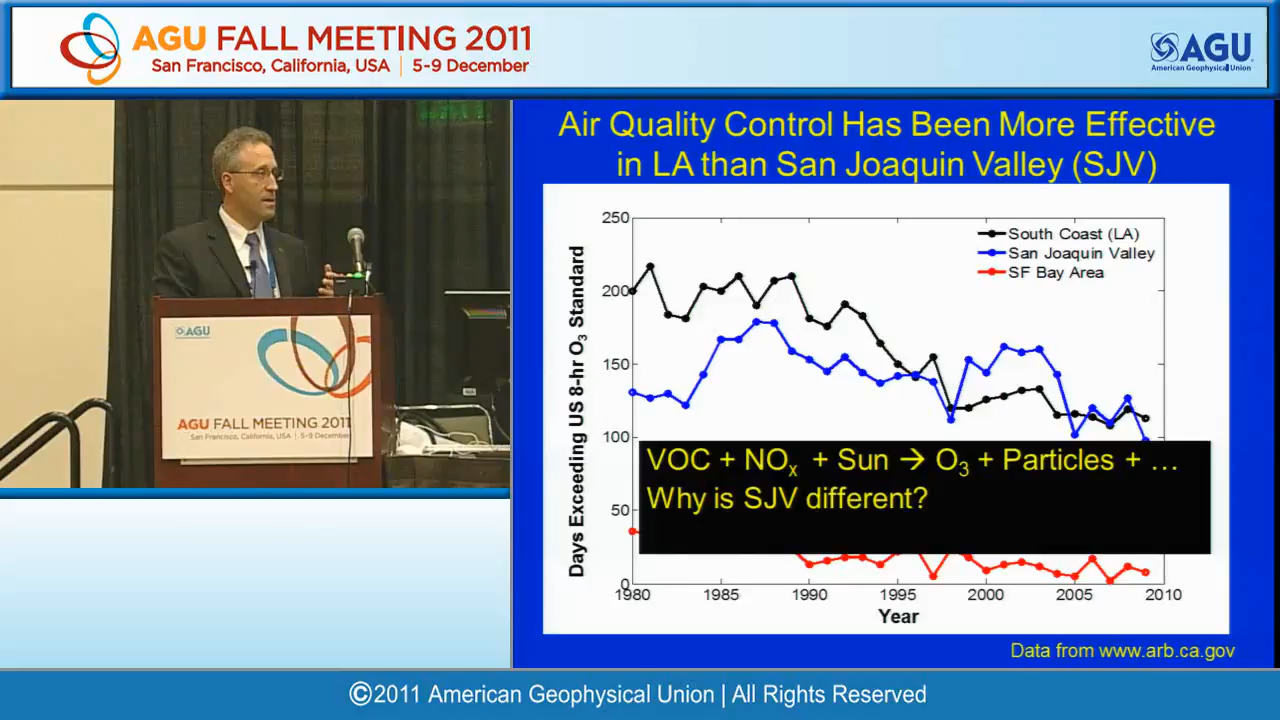 AGU FALL MEETING 2011
San Francisco, California, USA | 5-9 December
AGU
American Geophysical Union
AGU
AGU FALL MEETING 2011
San Francisco, California, USA | 5-9 December
Air Quality Control Has Been More Effective
in LA than San Joaquin Valley (SJV)
Days Exceeding US 8-hr O3 Standard
250
200
150
100
50
0
South Coast (LA)
San Joaquin Valley
SF Bay Area
VOC + NOx + Sun → O3 + Particles + …
Why is SJV different?
1980 1985 1990 1995 2000 2005 2010
Year
Data from www.arb.ca.gov
©2011 American Geophysical Union | All Rights Reserved